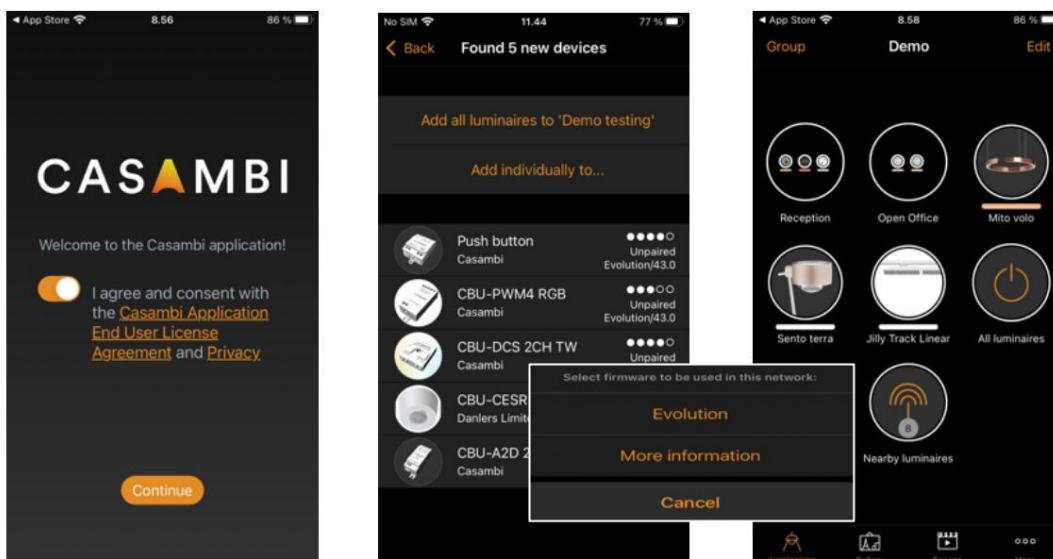 App Store
8.56
86 %
CASAMBI
Welcome to the Casambi application!
I agree and consent with
the Casambi Application
End User License
Agreement and Privacy
Continue
No SIM
11.44
77 %
Back
Found 5 new devices
Add all luminaires to 'Demo testing'
Add individually to...
Push button
Casambi
Unpaired
Evolution/43.0
CBU-PWM4 RGB
Casambi
Unpaired
Evolution/43.0
CBU-DCS 2CH TW
Casambi
Unpaired
CBU-CESR
Danlers
CBU-A2D
Casambi
Select firmware to be used in this network:
Evolution
More information
Cancel
App Store
8.58
86 %
Group
Demo
Edit
Reception
Open Office
Mito volo
Sento terra
Jilly Track Linear
All luminaires
8
Nearby luminaires